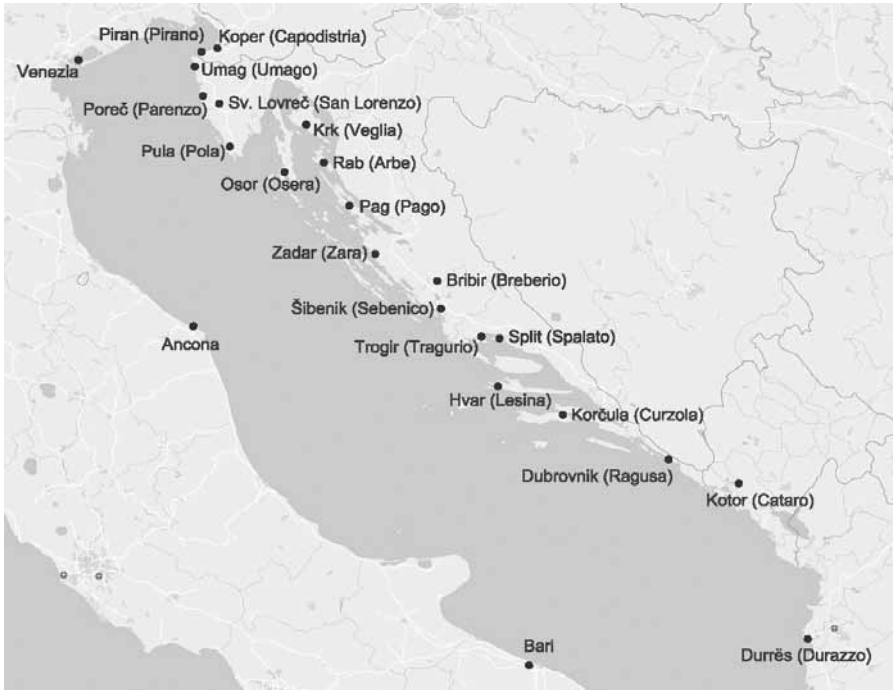 Piran (Pirano)
Koper (Capodistria)
Venezia
Umag (Umago)
Poreč (Parenzo)
Sv. Lovreč (San Lorenzo)
Krk (Veglia)
Pula (Pola)
Rab (Arbe)
Osor (Osera)
Pag (Pago)
Zadar (Zara)
Bribir (Breberio)
Šibenik (Sebenico)
Ancona
Trogir (Tragurio)
Split (Spalato)
Hvar (Lesina)
Korčula (Curzola)
Dubrovnik (Ragusa)
Kotor (Cataro)
Bari
Durrës (Durazzo)